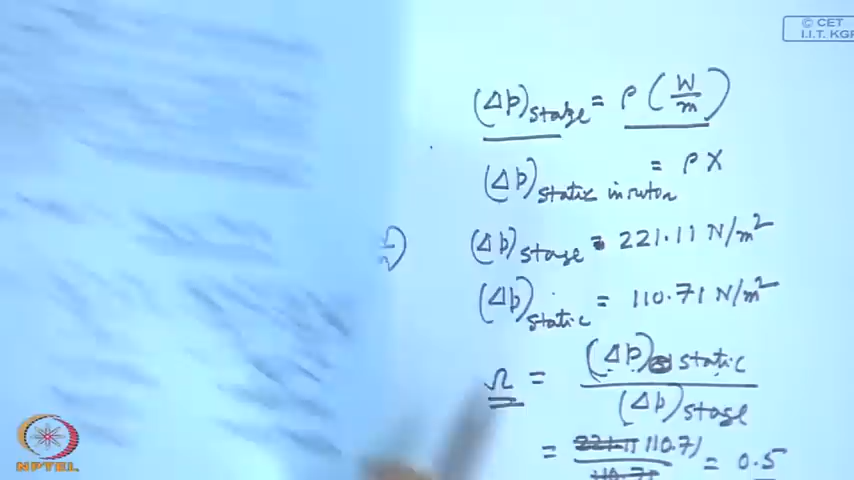 © CET
I.I.T. KGP
(Δp)stage = ρ (W/m)
(Δp)static in rotor = ρ X
(Δp)stage = 221.11 N/m²
(Δp)static = 110.71 N/m²
Ω = (Δp)static / (Δp)stage
= 110.71 / = 0.5
NPTEL